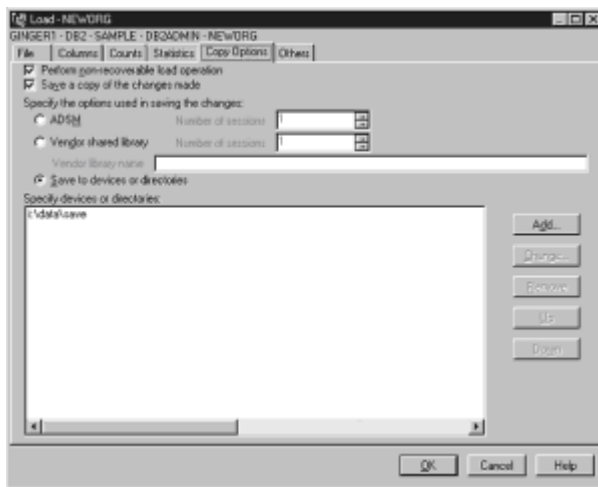 Load - NEWORG
GINGER1 - DB2 - SAMPLE - DB2ADMIN - NEWORG
File Columns Counts Statistics Copy Options Others
Perform non-recoverable load operation
Save a copy of the changes made
Specify the options used in saving the changes:
ADSM Number of sessions 1
Vendor shared library Number of sessions 1
Vendor library name
Save to devices or directories
Specify devices or directories:
c:\data\save
Add...
Change...
Remove
Up
Down
OK Cancel Help